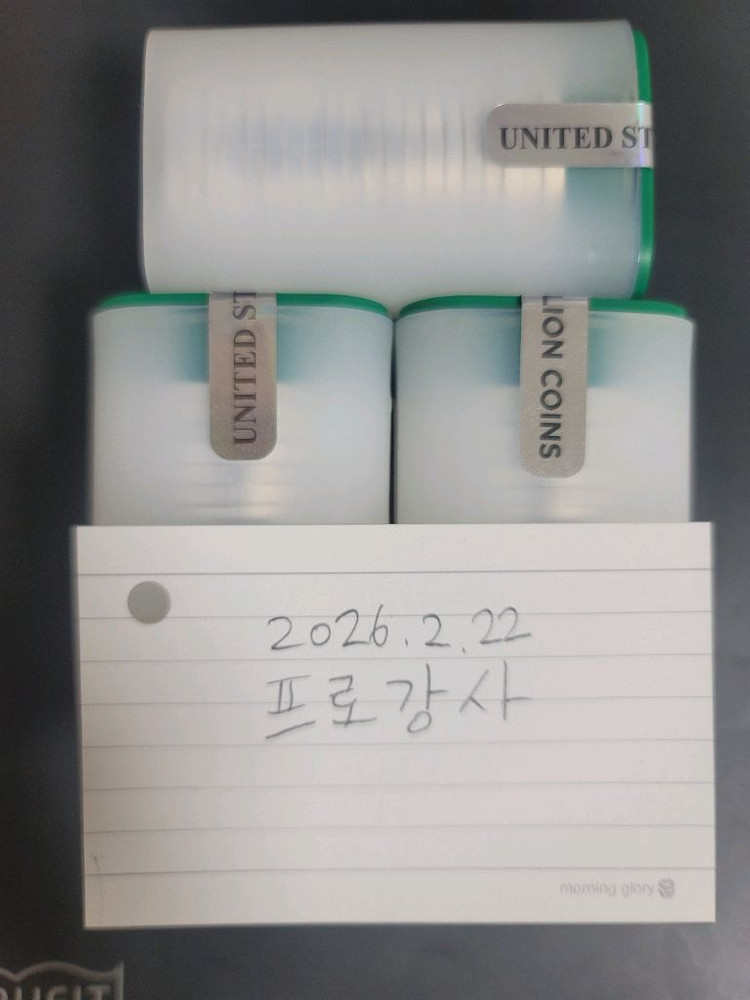 UNITED ST
UNITED ST
LION COINS
2026.2.22
프로강사
morning glory